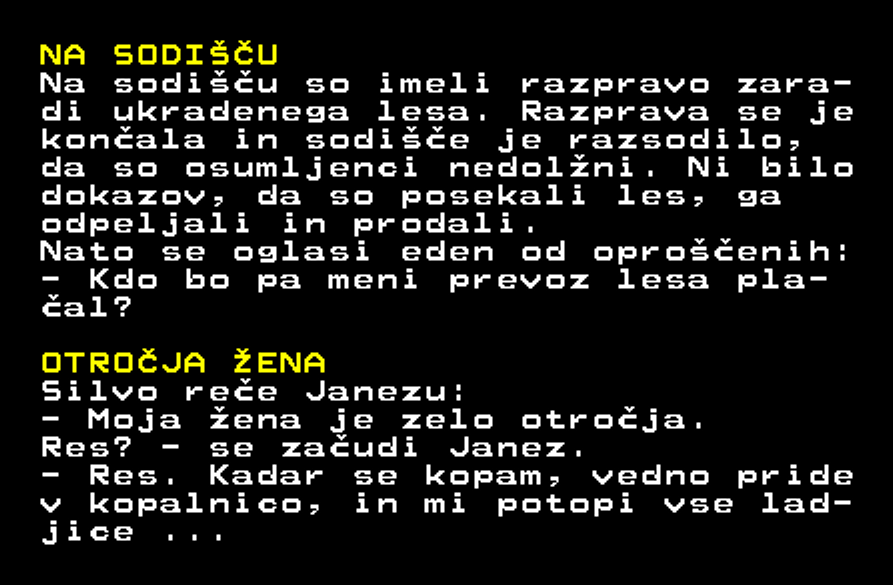 NA SODIŠČU
Na sodišču so imeli razpravo zara-
di ukradenega lesa. Razprava se je
končala in sodišče je razsodilo,
da so osumljenci nedolžni. Ni bilo
dokazov, da so posekali les, ga
odpeljali in prodali.
Nato se oglasi eden od oproščenih:
- Kdo bo pa meni prevoz lesa pla-
čal?
OTROČJA ŽENA
Silvo reče Janezu:
- Moja žena je zelo otročja.
Res? - se začudi Janez.
- Res. Kadar se kopam, vedno pride
v kopalnico, in mi potopi vse lad-
jice ...